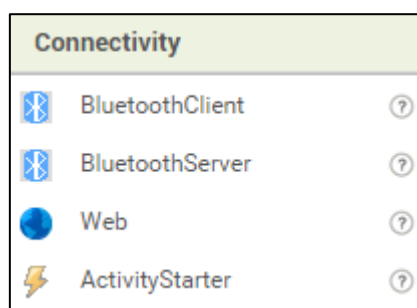 Connectivity
BluetoothClient ?
BluetoothServer ?
Web ?
ActivityStarter ?